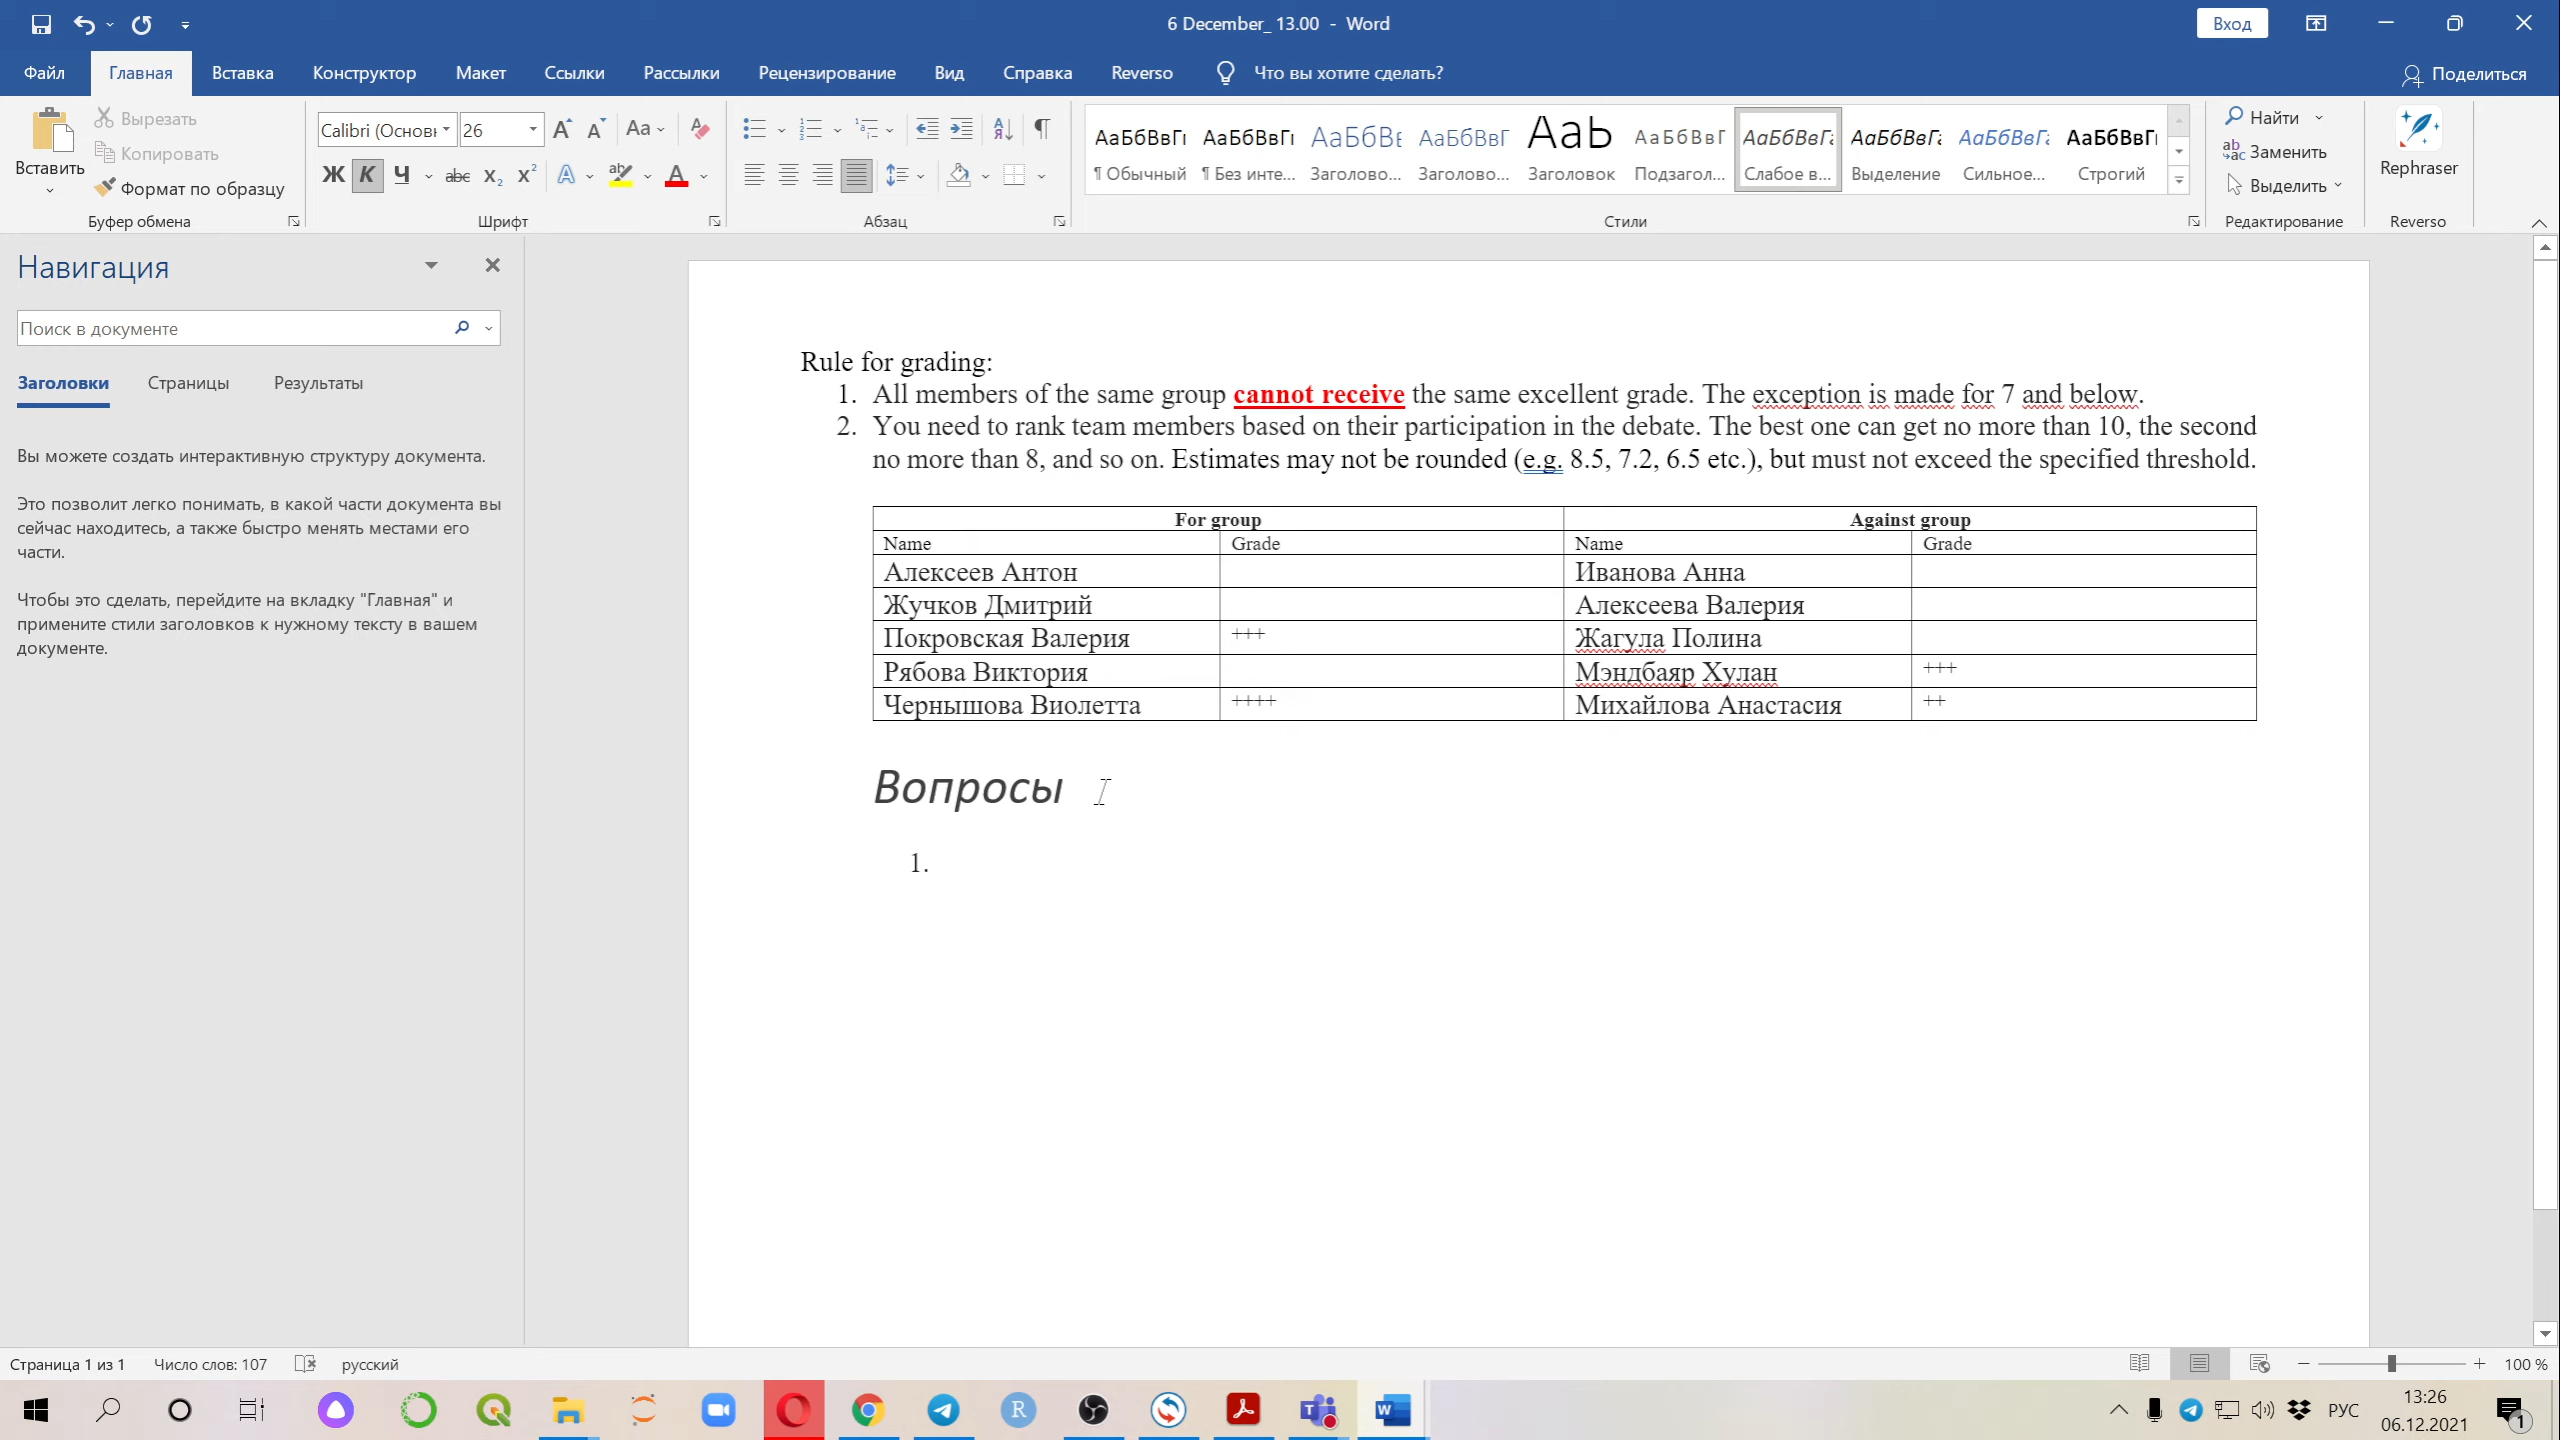 6 December_ 13.00 - Word
Вход
Файл
Главная
Вставка
Конструктор
Макет
Ссылки
Рассылки
Рецензирование
Вид
Справка
Reverso
Что вы хотите сделать?
Поделиться
Вставить
Вырезать
Копировать
Формат по образцу
Буфер обмена
Calibri (Основн
26
Aa
Ж К Ч abc X₂ X²
Шрифт
Абзац
АаБбВвГг
¶ Обычный
АаБбВвГг
¶ Без инте...
АаБбВв
Заголово...
АаБбВвГ
Заголово...
АаБ
Заголовок
АаБбВвГ
Подзагол...
АаБбВвГг
Слабое в...
АаБбВвГг
Выделение
АаБбВвГг
Сильное...
АаБбВвГг
Строгий
Стили
Найти
Заменить
Выделить
Редактирование
Rephraser
Reverso
Навигация
Поиск в документе
Заголовки
Страницы
Результаты
Вы можете создать интерактивную структуру документа.
Это позволит легко понимать, в какой части документа вы
сейчас находитесь, а также быстро менять местами его
части.
Чтобы это сделать, перейдите на вкладку "Главная" и
примените стили заголовков к нужному тексту в вашем
документе.
Rule for grading:
1. All members of the same group cannot receive the same excellent grade. The exception is made for 7 and below.
2. You need to rank team members based on their participation in the debate. The best one can get no more than 10, the second
no more than 8, and so on. Estimates may not be rounded (e.g. 8.5, 7.2, 6.5 etc.), but must not exceed the specified threshold.
For group Against group
Name Grade Name Grade
Алексеев Антон Иванова Анна
Жучков Дмитрий Алексеева Валерия
Покровская Валерия +++ Жагула Полина
Рябова Виктория Мэндбаяр Хулан +++
Чернышова Виолетта ++++ Михайлова Анастасия ++
Вопросы
1.
Страница 1 из 1
Число слов: 107
русский
100 %
РУС
13:26
06.12.2021
1